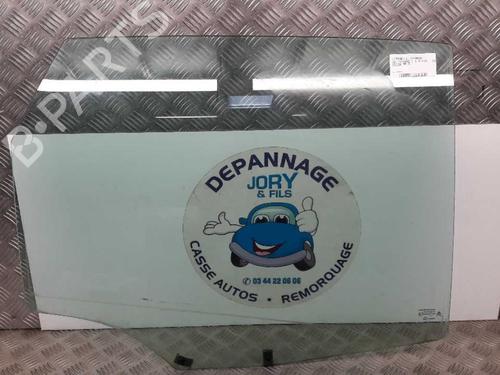 B-PARTS
DEPANNAGE
JORY
& FILS
03 44 22 06 06
CASSE AUTOS • REMORQUAGE